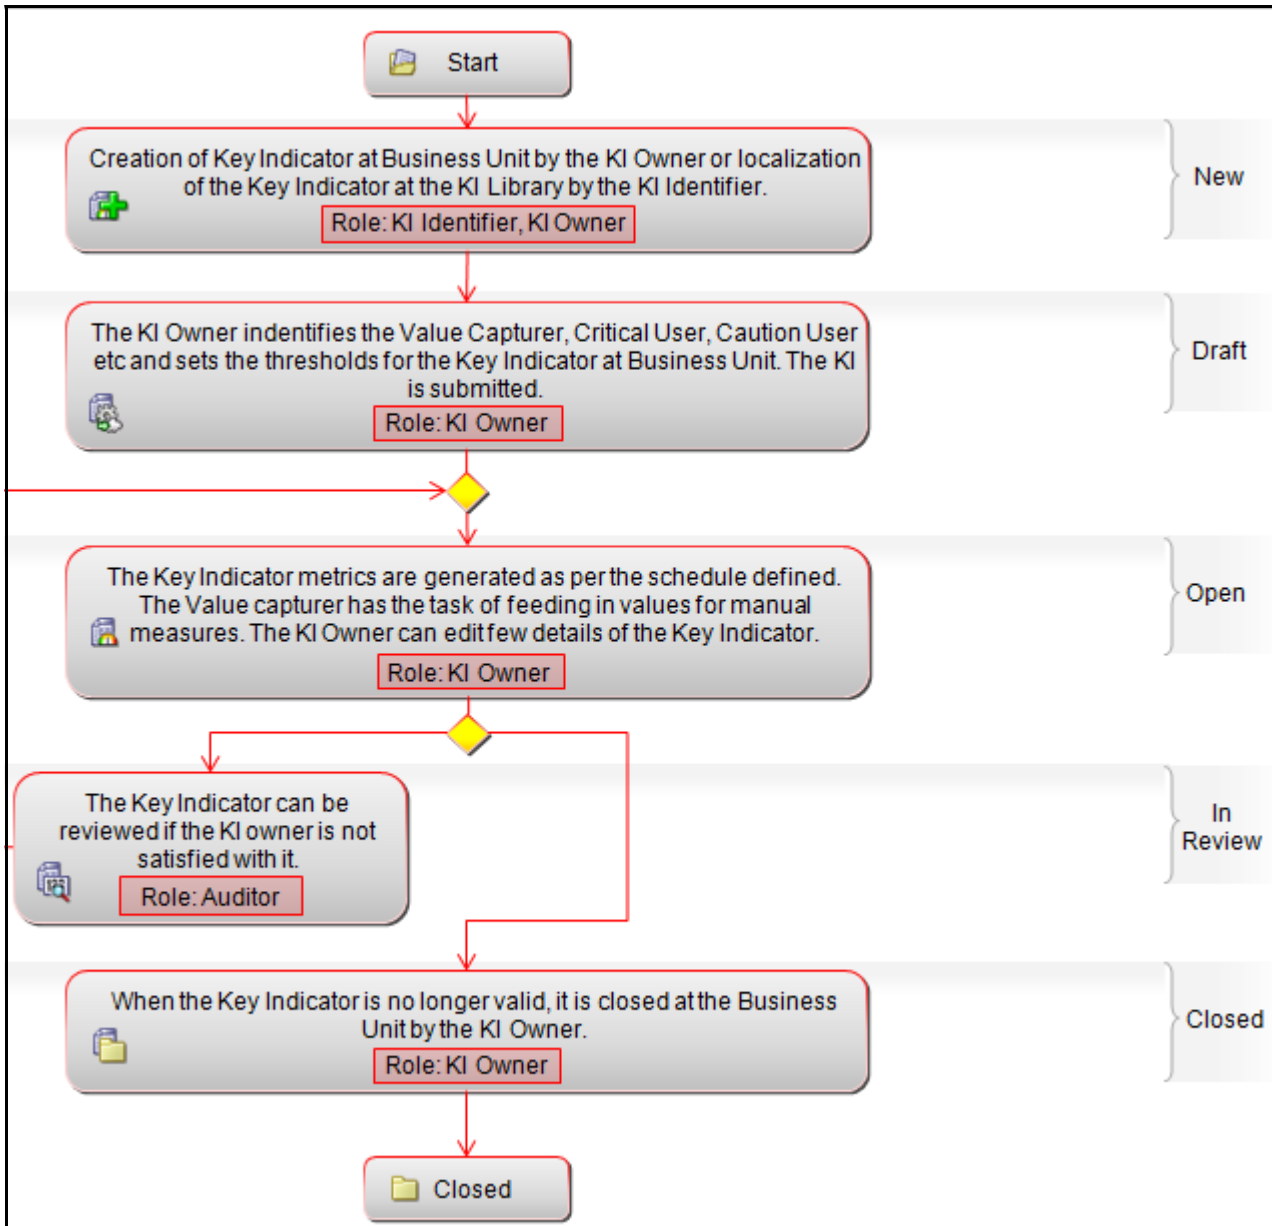 Start
Creation of Key Indicator at Business Unit by the KI Owner or localization
of the Key Indicator at the KI Library by the KI Identifier.
Role: KI Identifier, KI Owner
New
The KI Owner indentifies the Value Capturer, Critical User, Caution User
etc and sets the thresholds for the Key Indicator at Business Unit. The KI
is submitted.
Role: KI Owner
Draft
The Key Indicator metrics are generated as per the schedule defined.
The Value capturer has the task of feeding in values for manual
measures. The KI Owner can edit few details of the Key Indicator.
Role: KI Owner
Open
The Key Indicator can be
reviewed if the KI owner is not
satisfied with it.
Role: Auditor
In
Review
When the Key Indicator is no longer valid, it is closed at the Business
Unit by the KI Owner.
Role: KI Owner
Closed
Closed